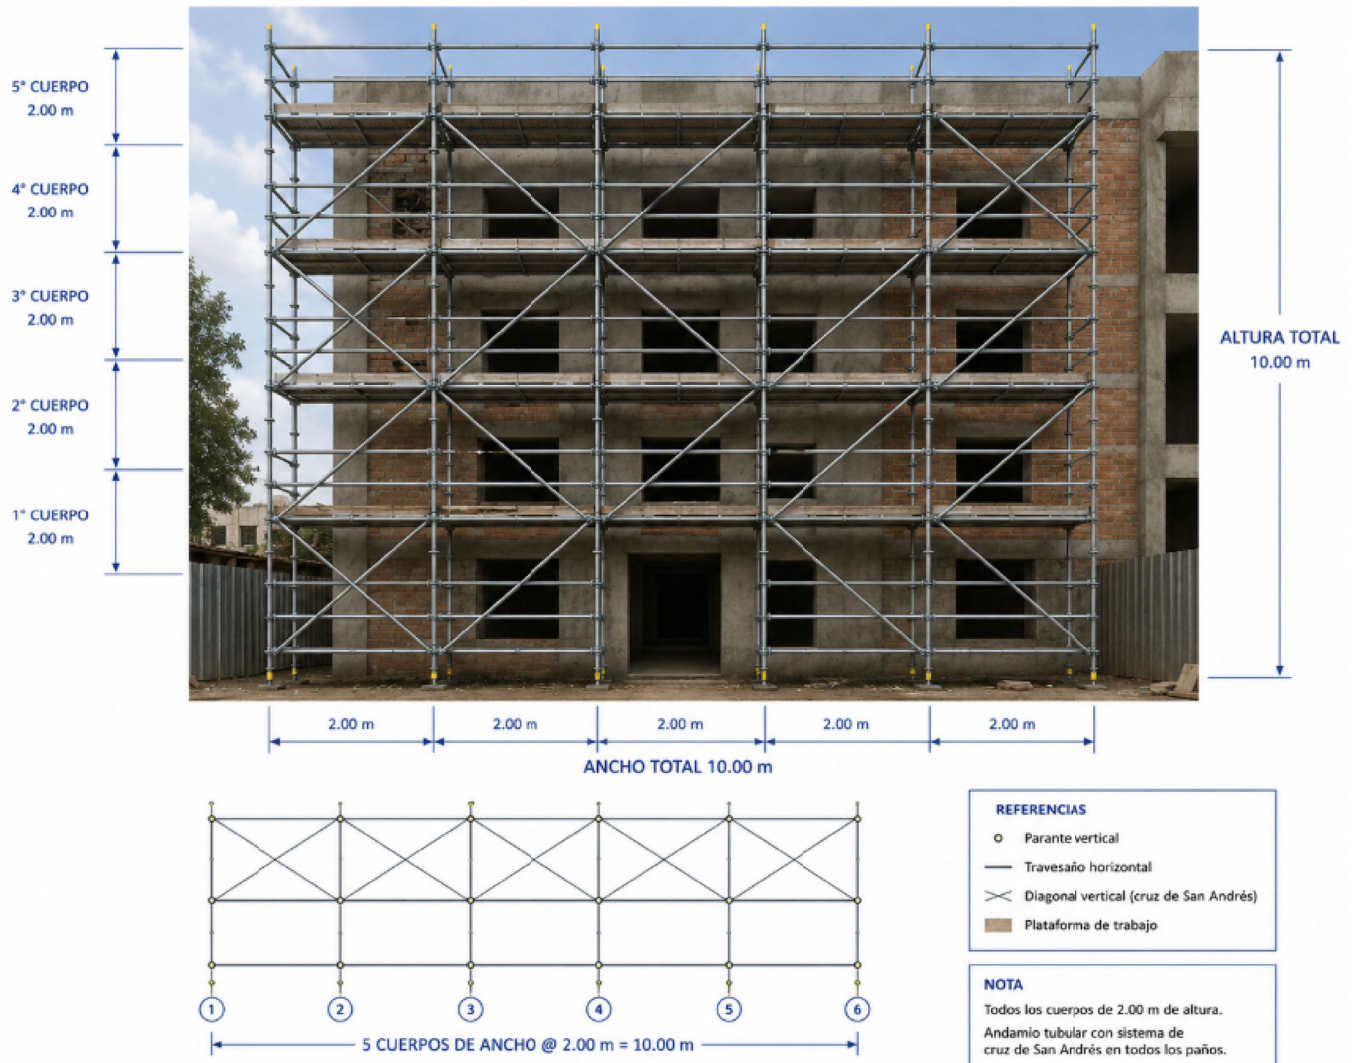 5° CUERPO
2.00 m
4° CUERPO
2.00 m
3° CUERPO
2.00 m
2° CUERPO
2.00 m
1° CUERPO
2.00 m
ALTURA TOTAL
10.00 m
2.00 m 2.00 m 2.00 m 2.00 m 2.00 m
ANCHO TOTAL 10.00 m
1 2 3 4 5 6
5 CUERPOS DE ANCHO @ 2.00 m = 10.00 m
REFERENCIAS
Parante vertical
Travesaño horizontal
Diagonal vertical (cruz de San Andrés)
Plataforma de trabajo
NOTA
Todos los cuerpos de 2.00 m de altura.
Andamio tubular con sistema de
cruz de San Andrés en todos los paños.